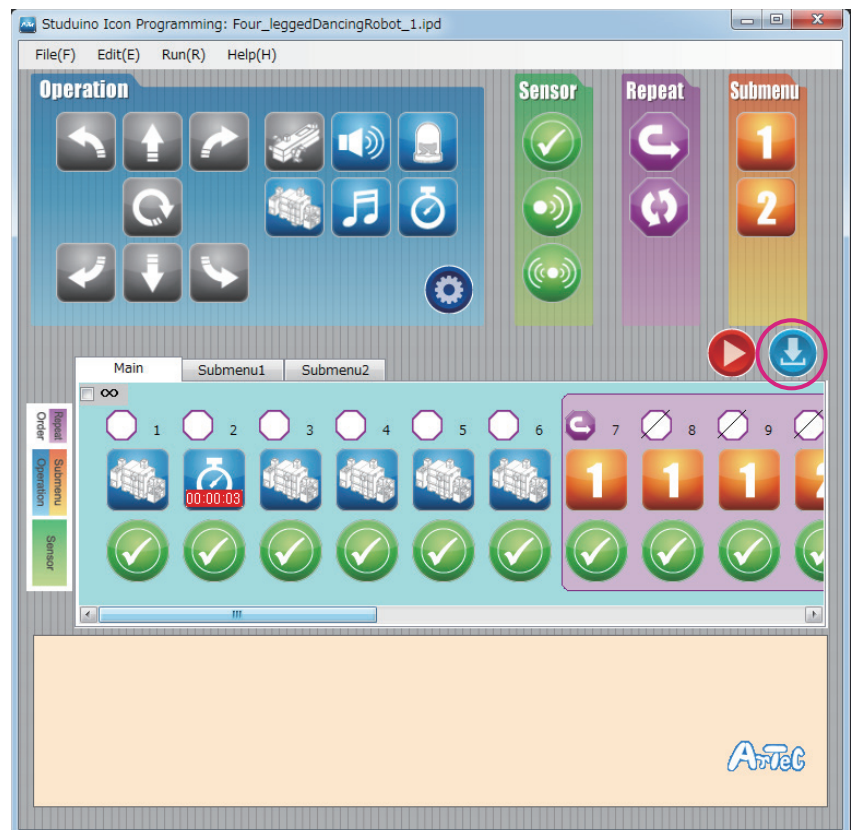 Studuino Icon Programming: Four_leggedDancingRobot_1.ipd
File(F) Edit(E) Run(R) Help(H)
Operation
Sensor
Repeat
Submenu
1
2
Main Submenu1 Submenu2
∞
Repeat
Order
1 2 3 4 5 6 7 8 9
Submenu
Operation
00:00:03
1 1 1 2
Sensor
ArTeC